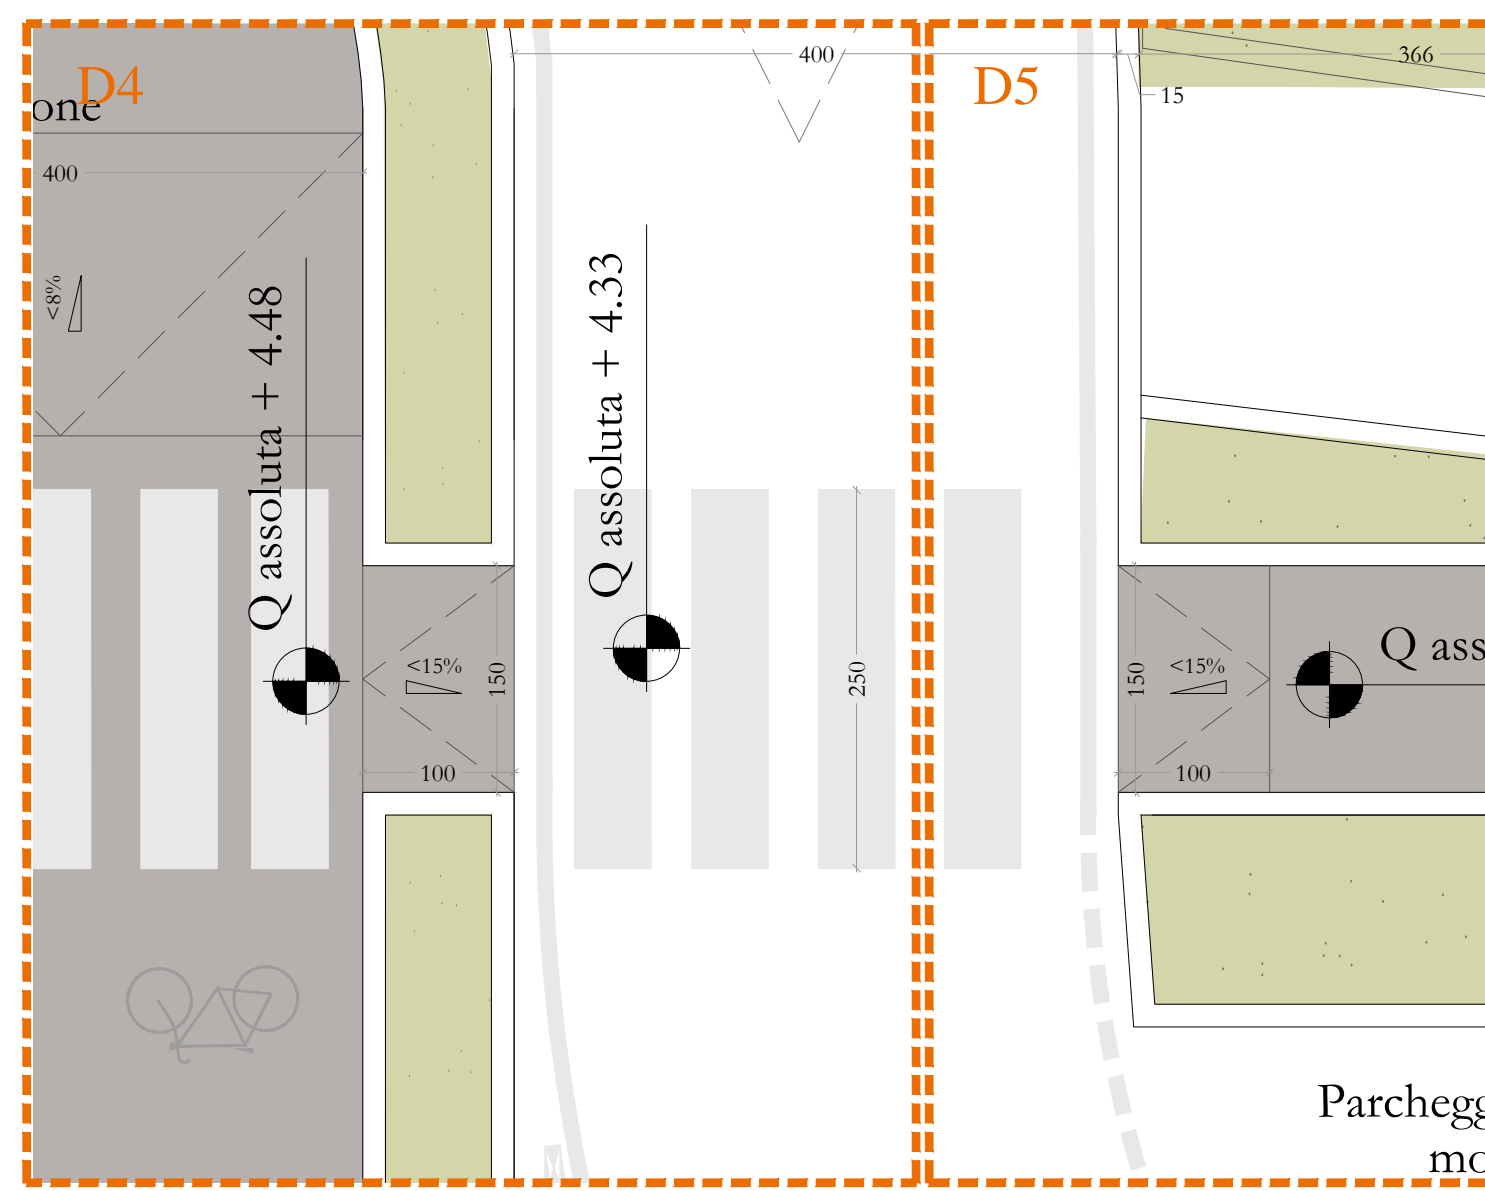 400
366
D4
D5
15
one
400
<8%
Q assoluta + 4.48
Q assoluta + 4.33
<15%
150
250
150
<15%
Q ass
100
100
Parchegg
mo